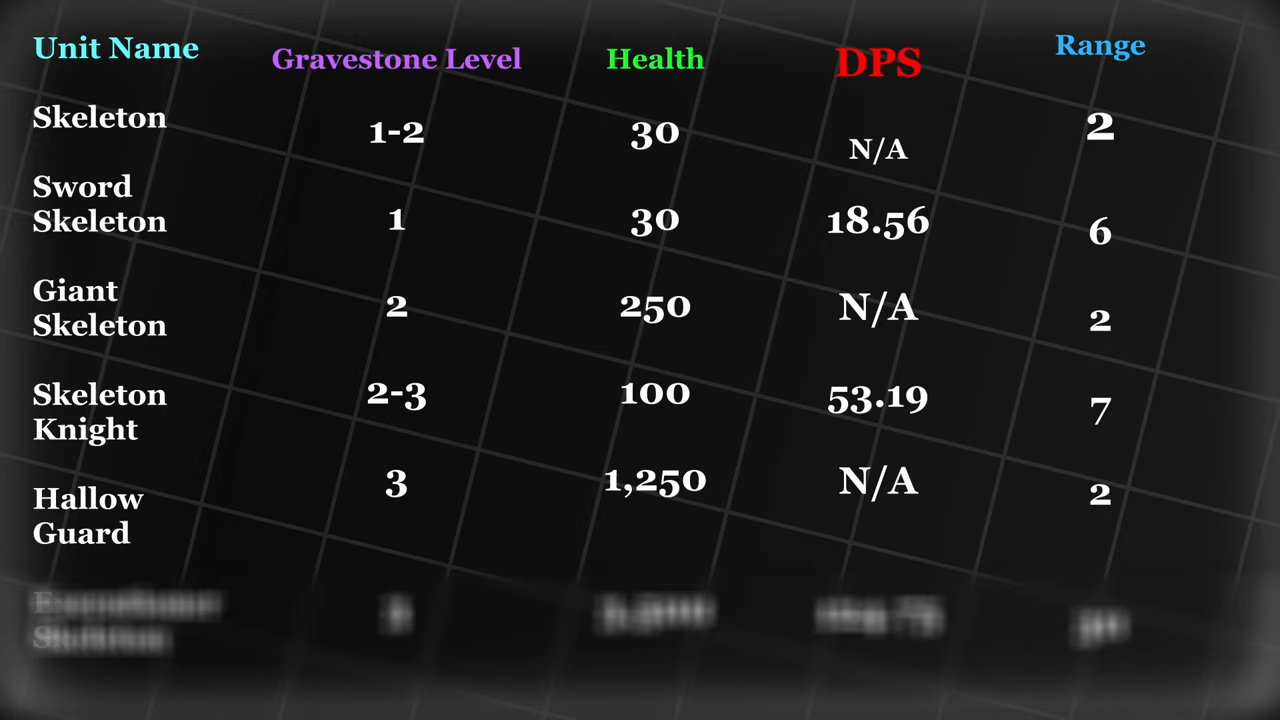 Unit Name Gravestone Level Health DPS Range
Skeleton 1-2 30 N/A 2
Sword
Skeleton 1 30 18.56 6
Giant
Skeleton 2 250 N/A 2
Skeleton 2-3 100 53.19 7
Knight
Hallow 3 1,250 N/A 2
Guard